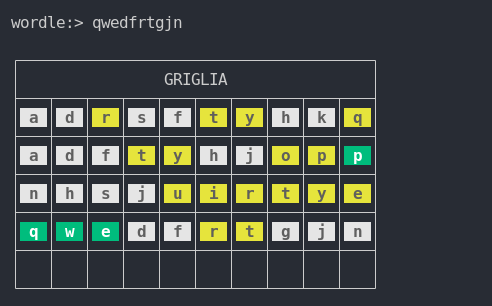 wordle:> qwedfrtgjn
GRIGLIA
a d r s f t y h k q
a d f t y h j o p p
n h s j u i r t y e
q w e d f r t g j n